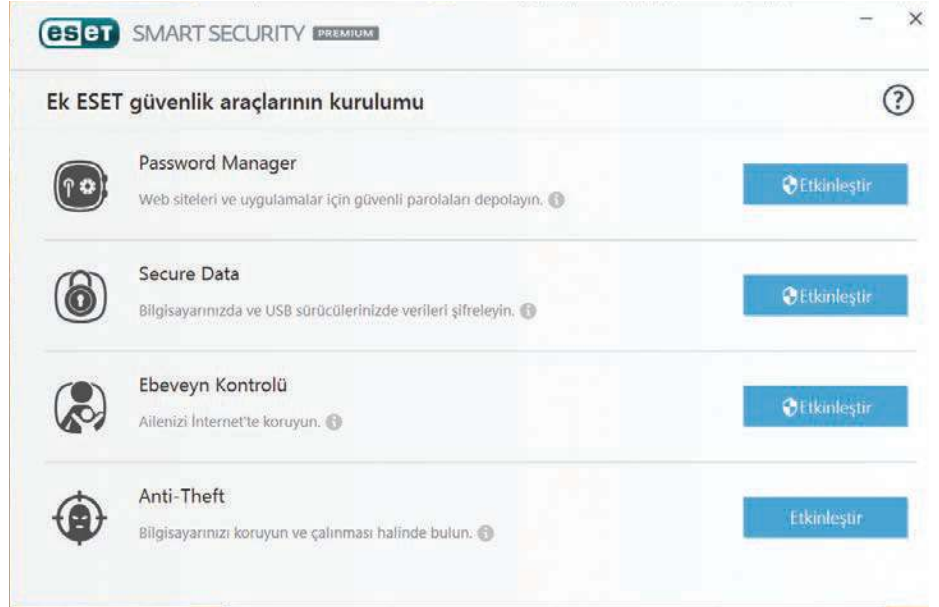 eset SMART SECURITY PREMIUM
Ek ESET güvenlik araçlarının kurulumu
Password Manager
Web siteleri ve uygulamalar için güvenli parolaları depolayın.
Etkinleştir
Secure Data
Bilgisayarınızda ve USB sürücülerinizde verileri şifreleyin.
Etkinleştir
Ebeveyn Kontrolü
Ailenizi İnternet'te koruyun.
Etkinleştir
Anti-Theft
Bilgisayarınızı koruyun ve çalınması halinde bulun.
Etkinleştir